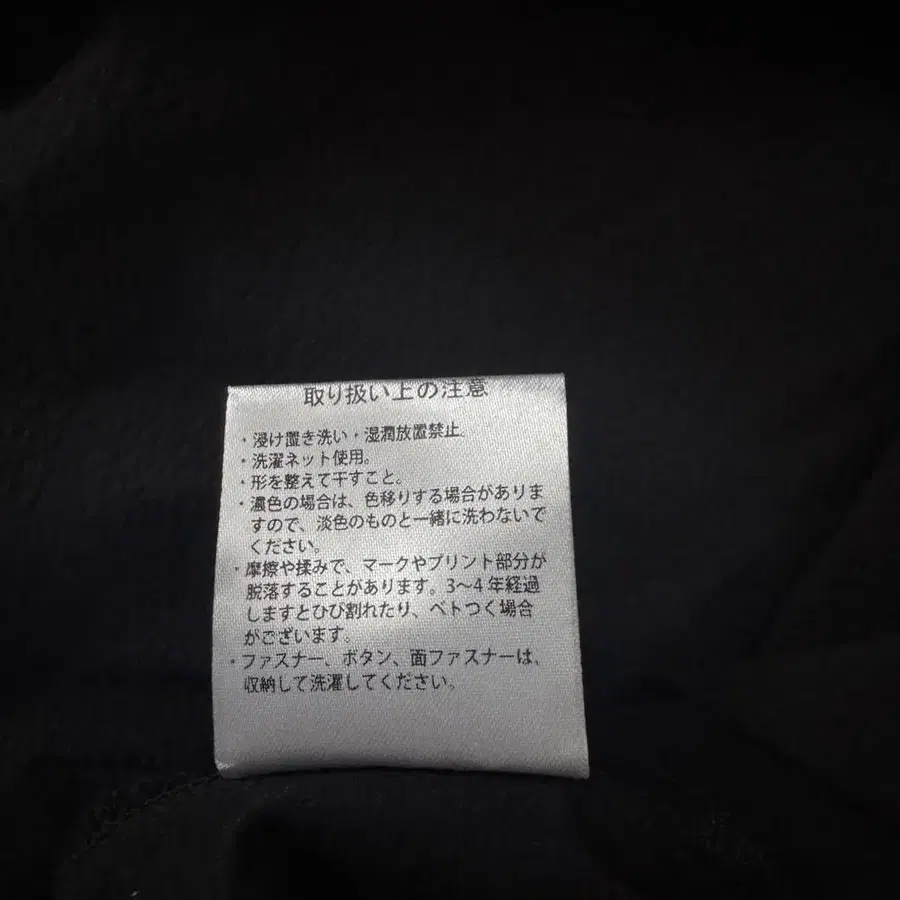 取り扱い上の注意
・浸け置き洗い・湿潤放置禁止。
・洗濯ネット使用。
・形を整えて干すこと。
・濃色の場合は、色移りする場合がありま
すので、淡色のものと一緒に洗わないで
ください。
・摩擦や揉みで、マークやプリント部分が
脱落することがあります。3〜4年経過
しますとひび割れたり、ベトつく場合
がございます。
・ファスナー、ボタン、面ファスナーは、
収納して洗濯してください。